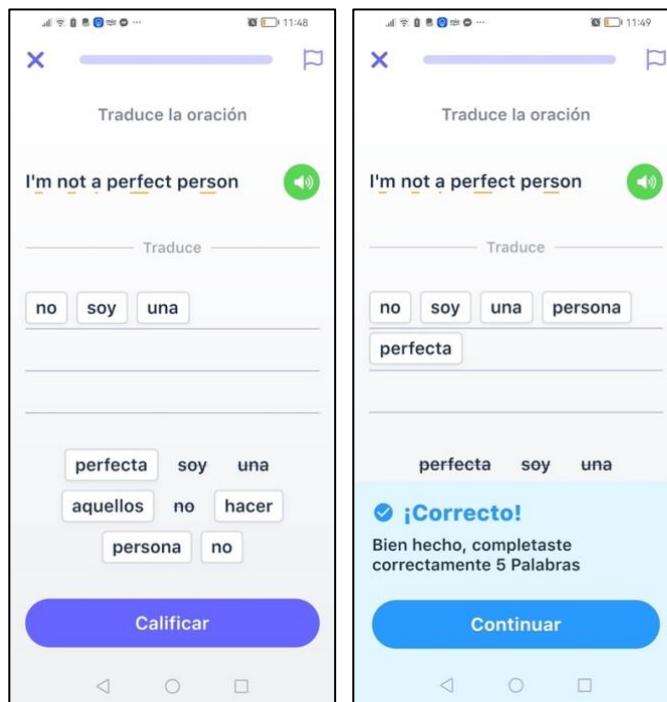 11:48
Traduce la oración
I'm not a perfect person
Traduce
no soy una
perfecta soy una
aquellos no hacer
persona no
Calificar
11:49
Traduce la oración
I'm not a perfect person
Traduce
no soy una persona
perfecta
perfecta soy una
¡Correcto!
Bien hecho, completaste
correctamente 5 Palabras
Continuar